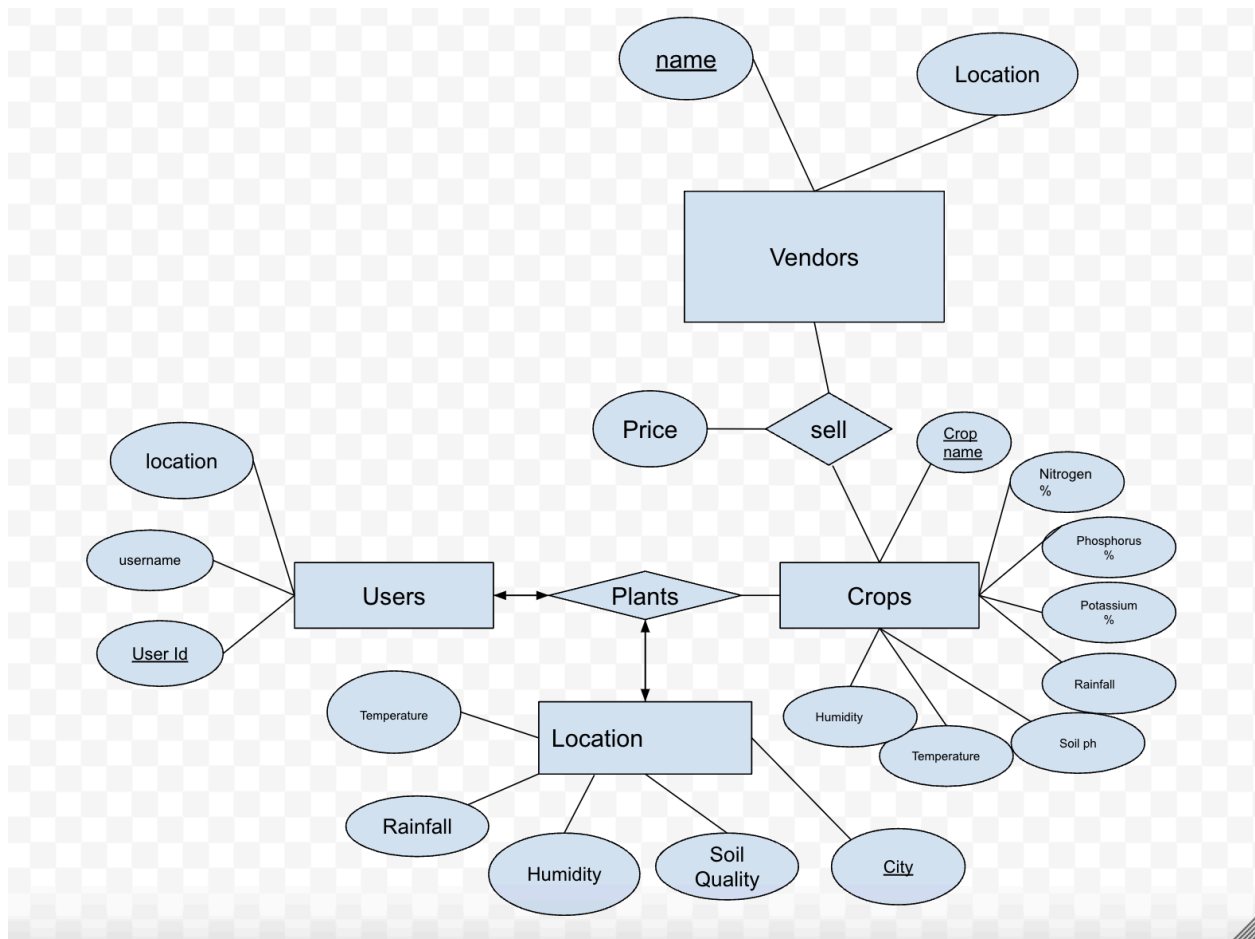 name
Location
Vendors
Price
sell
Crop
name
location
Nitrogen
%
Phosphorus
%
username
Users
Plants
Crops
Potassium
%
User Id
Rainfall
Temperature
Location
Humidity
Temperature
Soil ph
Rainfall
Humidity
Soil
Quality
City